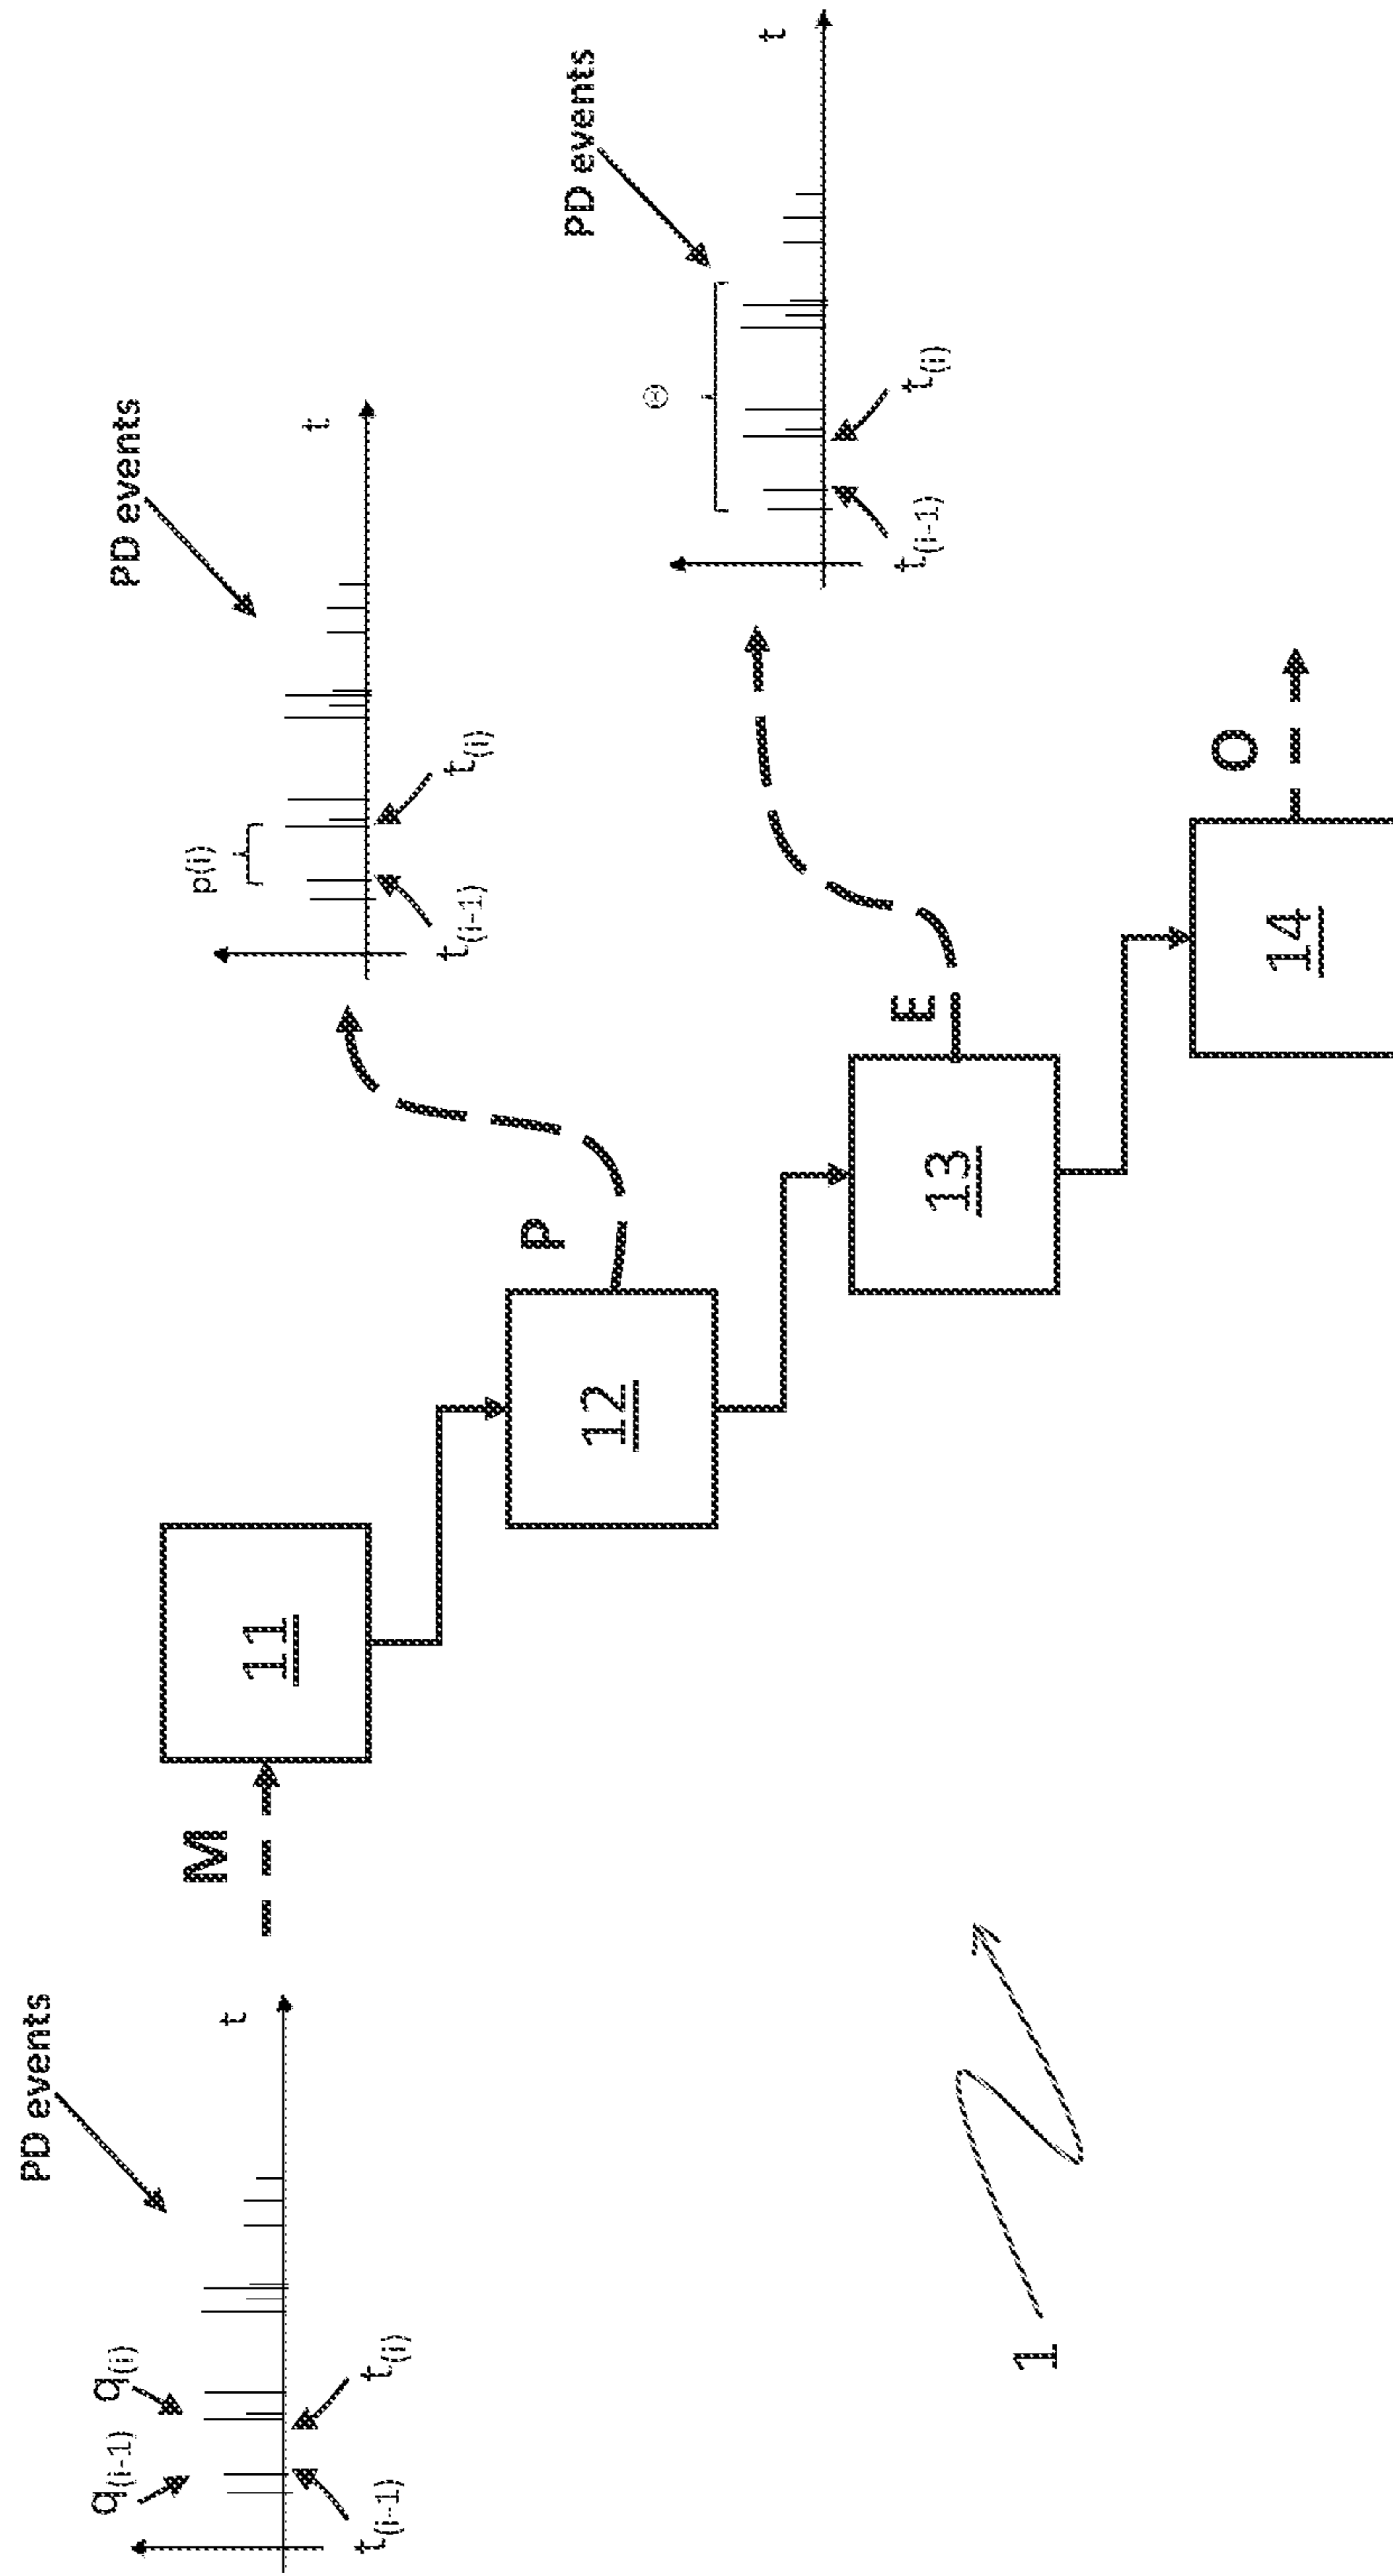 PD events
q(i-1)
q(i)
t
t(i-1)
t(i)
M
11
PD events
p(i)
t
t(i-1)
t(i)
P
12
PD events
t
t(i-1)
t(i)
E
13
O
14
1